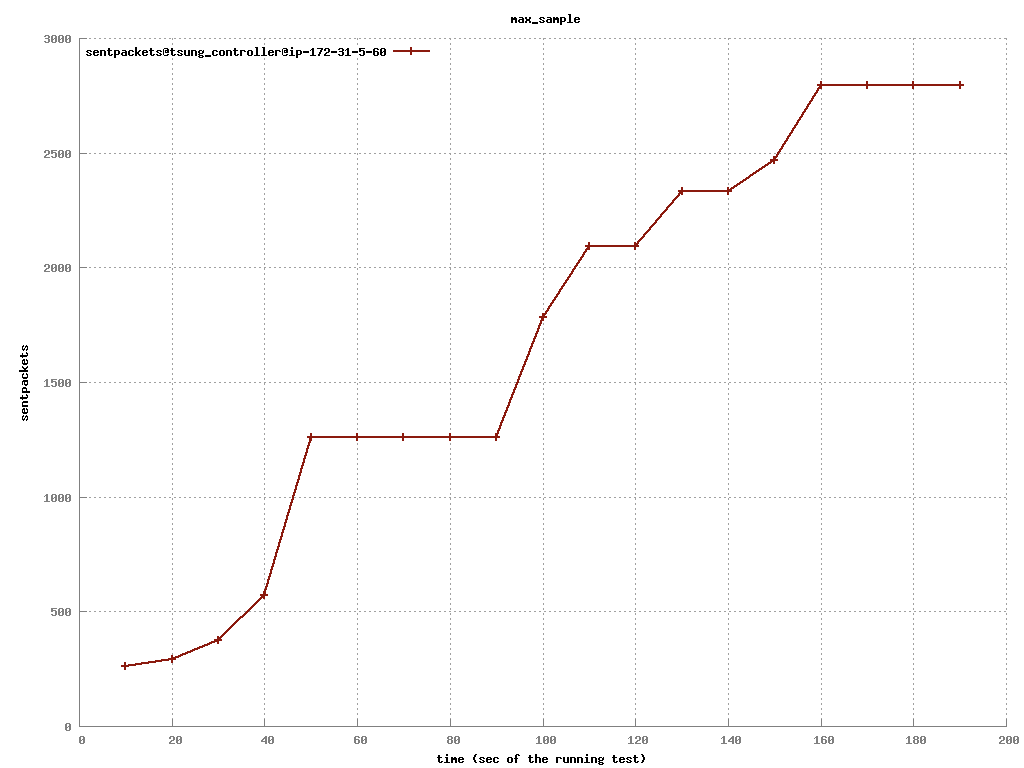 max_sample
3000
sentpackets@tsung_controller@ip-172-31-5-60
2500
2000
1500
1000
500
0
sentpackets
0 20 40 60 80 100 120 140 160 180 200
time (sec of the running test)